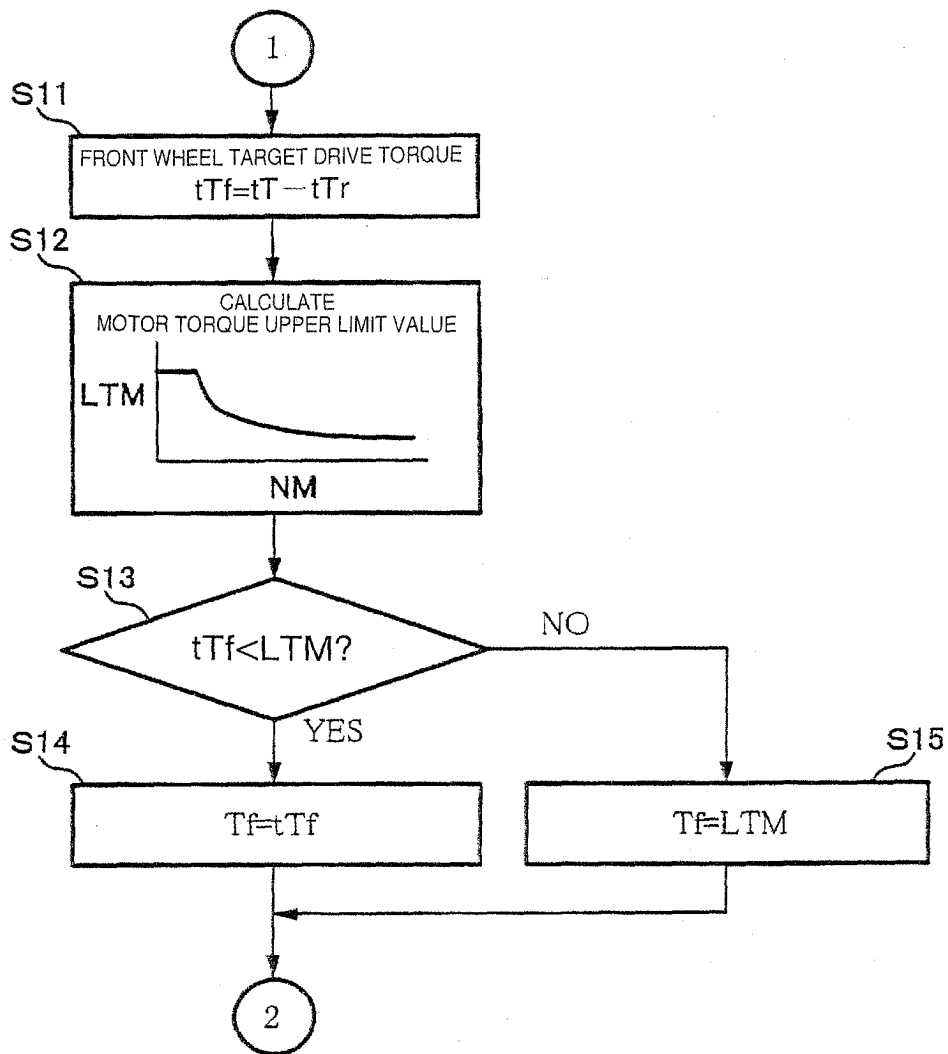 1
S11
FRONT WHEEL TARGET DRIVE TORQUE
tTf=tT－tTr
S12
CALCULATE
MOTOR TORQUE UPPER LIMIT VALUE
LTM
NM
S13
tTf<LTM?
NO
YES
S14
Tf=tTf
S15
Tf=LTM
2